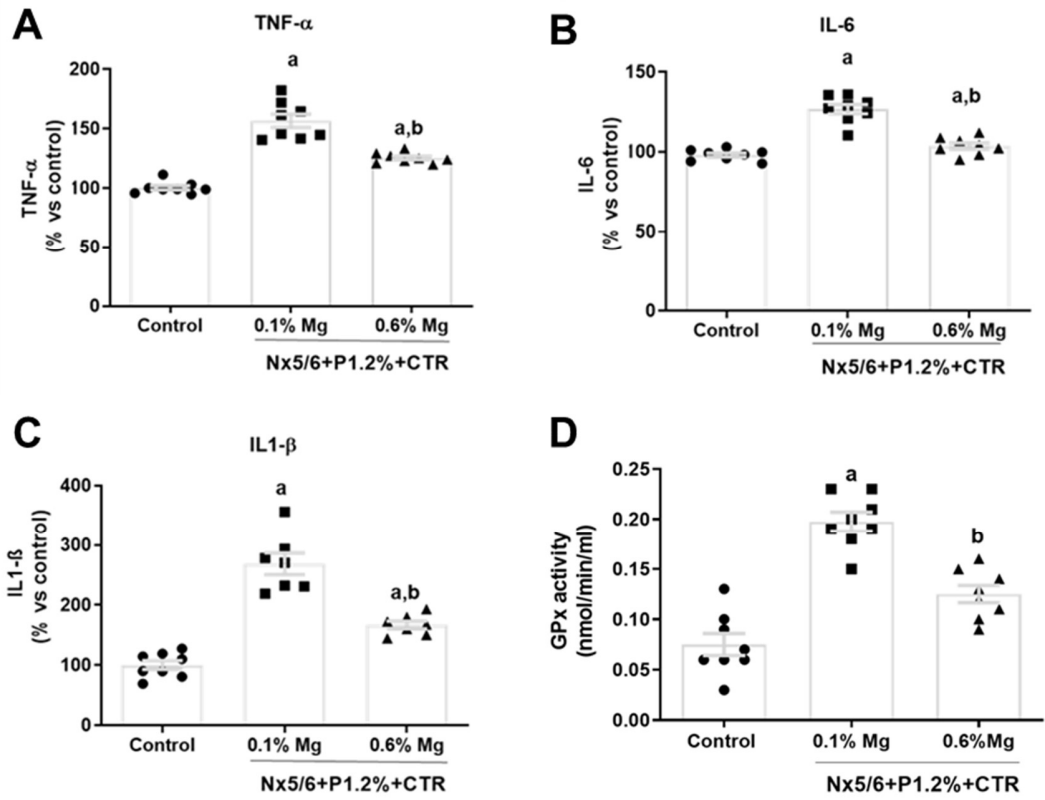 A
TNF-α
a
a,b
TNF-α
(% vs control)
200
150
100
50
0
Control
0.1% Mg
0.6% Mg
Nx5/6+P1.2%+CTR
B
IL-6
a
a,b
IL-6
(% vs control)
150
100
50
0
Control
0.1% Mg
0.6% Mg
Nx5/6+P1.2%+CTR
C
IL1-β
a
a,b
IL1-ß
(% vs control)
400
300
200
100
0
Control
0.1% Mg
0.6% Mg
Nx5/6+P1.2%+CTR
D
a
b
GPx activity
(nmol/min/ml)
0.25
0.20
0.15
0.10
0.05
0.00
Control
0.1% Mg
0.6%Mg
Nx5/6+P1.2%+CTR